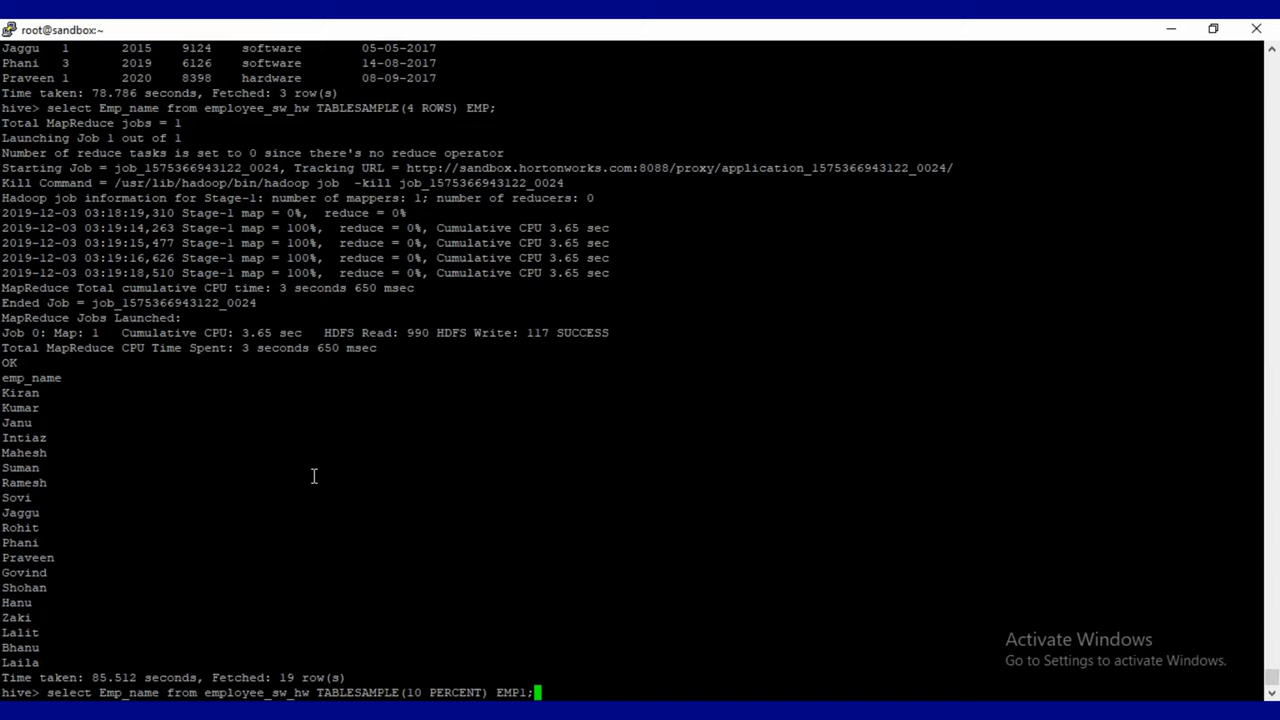 root@sandbox:~
Jaggu 1 2015 9124 software 05-05-2017
Phani 3 2019 6126 software 14-08-2017
Praveen 1 2020 8398 hardware 08-09-2017
Time taken: 78.786 seconds, Fetched: 3 row(s)
hive> select Emp_name from employee_sw_hw TABLESAMPLE(4 ROWS) EMP;
Total MapReduce jobs = 1
Launching Job 1 out of 1
Number of reduce tasks is set to 0 since there's no reduce operator
Starting Job = job_1575366943122_0024, Tracking URL = http://sandbox.hortonworks.com:8088/proxy/application_1575366943122_0024/
Kill Command = /usr/lib/hadoop/bin/hadoop job  -kill job_1575366943122_0024
Hadoop job information for Stage-1: number of mappers: 1; number of reducers: 0
2019-12-03 03:18:19,310 Stage-1 map = 0%,  reduce = 0%
2019-12-03 03:19:14,263 Stage-1 map = 100%,  reduce = 0%, Cumulative CPU 3.65 sec
2019-12-03 03:19:15,477 Stage-1 map = 100%,  reduce = 0%, Cumulative CPU 3.65 sec
2019-12-03 03:19:16,626 Stage-1 map = 100%,  reduce = 0%, Cumulative CPU 3.65 sec
2019-12-03 03:19:18,510 Stage-1 map = 100%,  reduce = 0%, Cumulative CPU 3.65 sec
MapReduce Total cumulative CPU time: 3 seconds 650 msec
Ended Job = job_1575366943122_0024
MapReduce Jobs Launched:
Job 0: Map: 1   Cumulative CPU: 3.65 sec   HDFS Read: 990 HDFS Write: 117 SUCCESS
Total MapReduce CPU Time Spent: 3 seconds 650 msec
OK
emp_name
Kiran
Kumar
Janu
Intiaz
Mahesh
Suman
Ramesh
Sovi
Jaggu
Rohit
Phani
Praveen
Govind
Shohan
Hanu
Zaki
Lalit
Bhanu
Laila
Time taken: 85.512 seconds, Fetched: 19 row(s)
hive> select Emp_name from employee_sw_hw TABLESAMPLE(10 PERCENT) EMP1;
Activate Windows
Go to Settings to activate Windows.